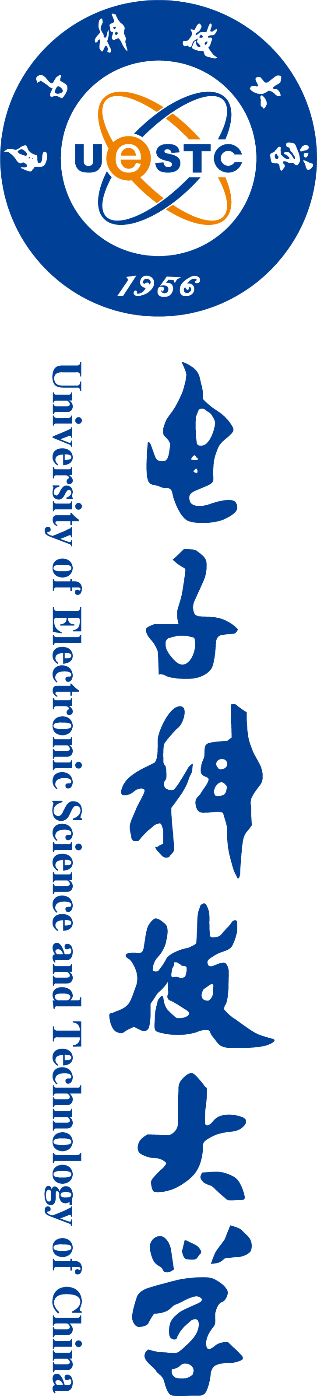 电子科技大学
UeSTC
1956
电子科技大学
University of Electronic Science and Technology of China